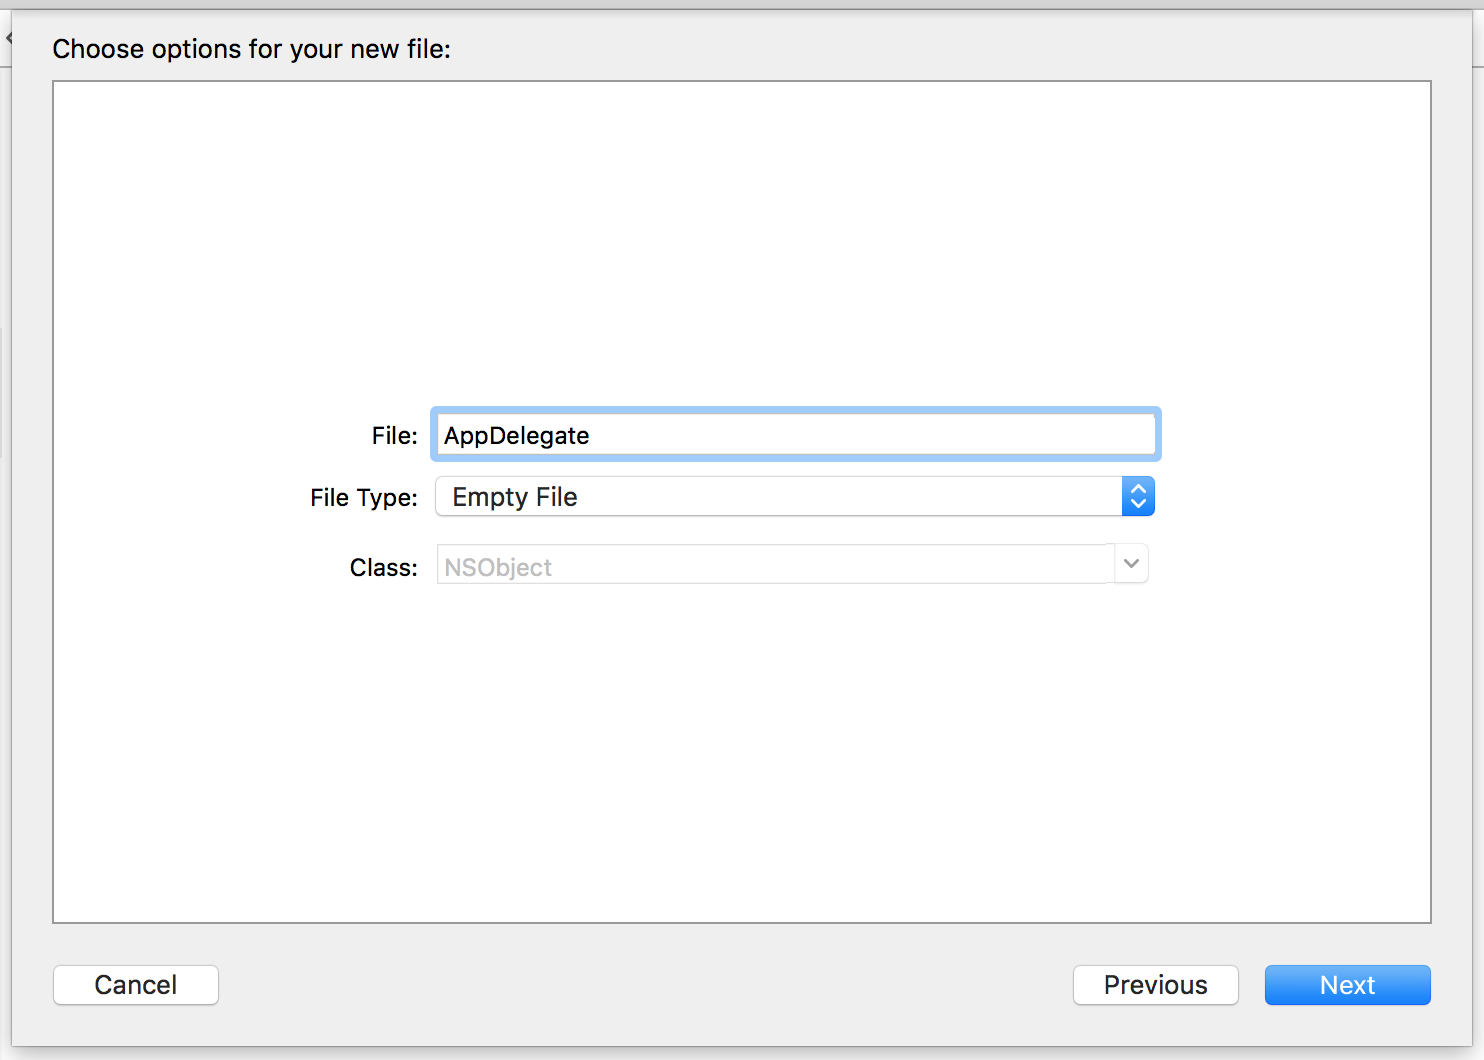 Choose options for your new file:
File: AppDelegate
File Type: Empty File
Class: NSObject
Cancel Previous Next